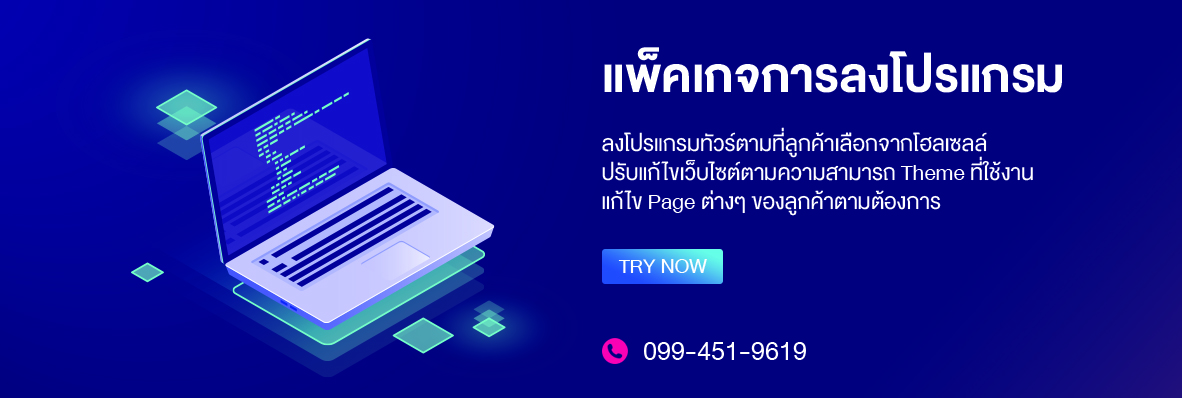 แพ็คเกจการลงโปรแกรม
ลงโปรแกรมทัวร์ตามที่ลูกค้าเลือกจากโฮลเซลล์
ปรับแก้ไขเว็บไซต์ตามความสามารถ Theme ที่ใช้งาน
แก้ไข Page ต่างๆ ของลูกค้าตามต้องการ
TRY NOW
099-451-9619